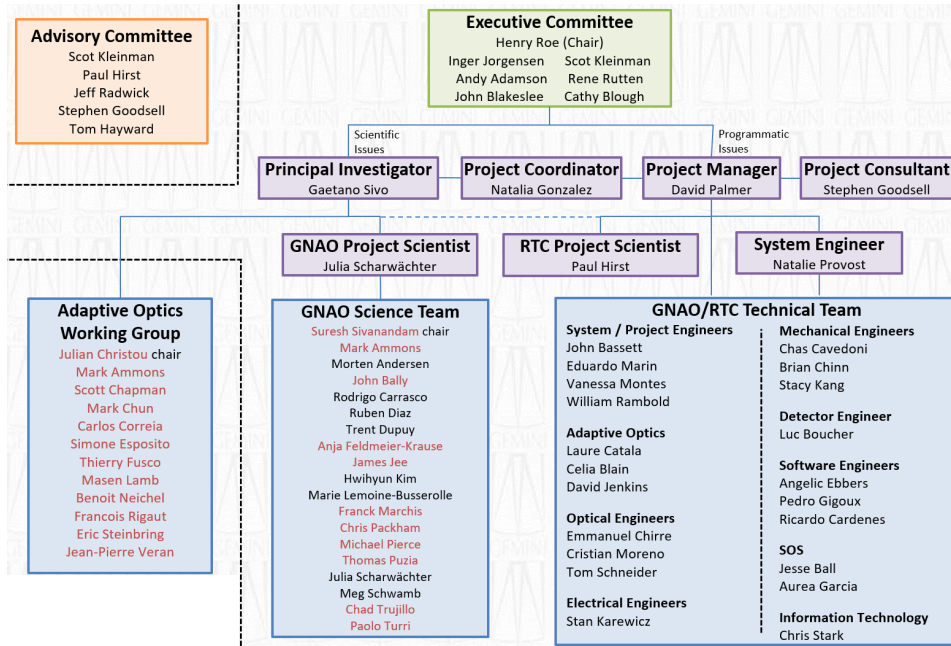 Advisory Committee
Scot Kleinman
Paul Hirst
Jeff Radwick
Stephen Goodsell
Tom Hayward
Executive Committee
Henry Roe (Chair)
Inger Jorgensen Scot Kleinman
Andy Adamson Rene Rutten
John Blakeslee Cathy Blough
Scientific
Issues
Programmatic
Issues
Principal Investigator
Gaetano Sivo
Project Coordinator
Natalia Gonzalez
Project Manager
David Palmer
Project Consultant
Stephen Goodsell
GNAO Project Scientist
Julia Scharwächter
RTC Project Scientist
Paul Hirst
System Engineer
Natalie Provost
Adaptive Optics
Working Group
Julian Christou chair
Mark Ammons
Scott Chapman
Mark Chun
Carlos Correia
Simone Esposito
Thierry Fusco
Masen Lamb
Benoit Neichel
Francois Rigaut
Eric Steinbring
Jean-Pierre Veran
GNAO Science Team
Suresh Sivanandam chair
Mark Ammons
Morten Andersen
John Bally
Rodrigo Carrasco
Ruben Diaz
Trent Dupuy
Anja Feldmeier-Krause
James Jee
Hwihyun Kim
Marie Lemoine-Busserolle
Franck Marchis
Chris Packham
Michael Pierce
Thomas Puzia
Julia Scharwächter
Meg Schwamb
Chad Trujillo
Paolo Turri
GNAO/RTC Technical Team
System / Project Engineers
John Bassett
Eduardo Marin
Vanessa Montes
William Rambold
Adaptive Optics
Laure Catala
Celia Blain
David Jenkins
Optical Engineers
Emmanuel Chirre
Cristian Moreno
Tom Schneider
Electrical Engineers
Stan Karewicz
Mechanical Engineers
Chas Cavedoni
Brian Chinn
Stacy Kang
Detector Engineer
Luc Boucher
Software Engineers
Angelic Ebbers
Pedro Gigoux
Ricardo Cardenes
SOS
Jesse Ball
Aurea Garcia
Information Technology
Chris Stark